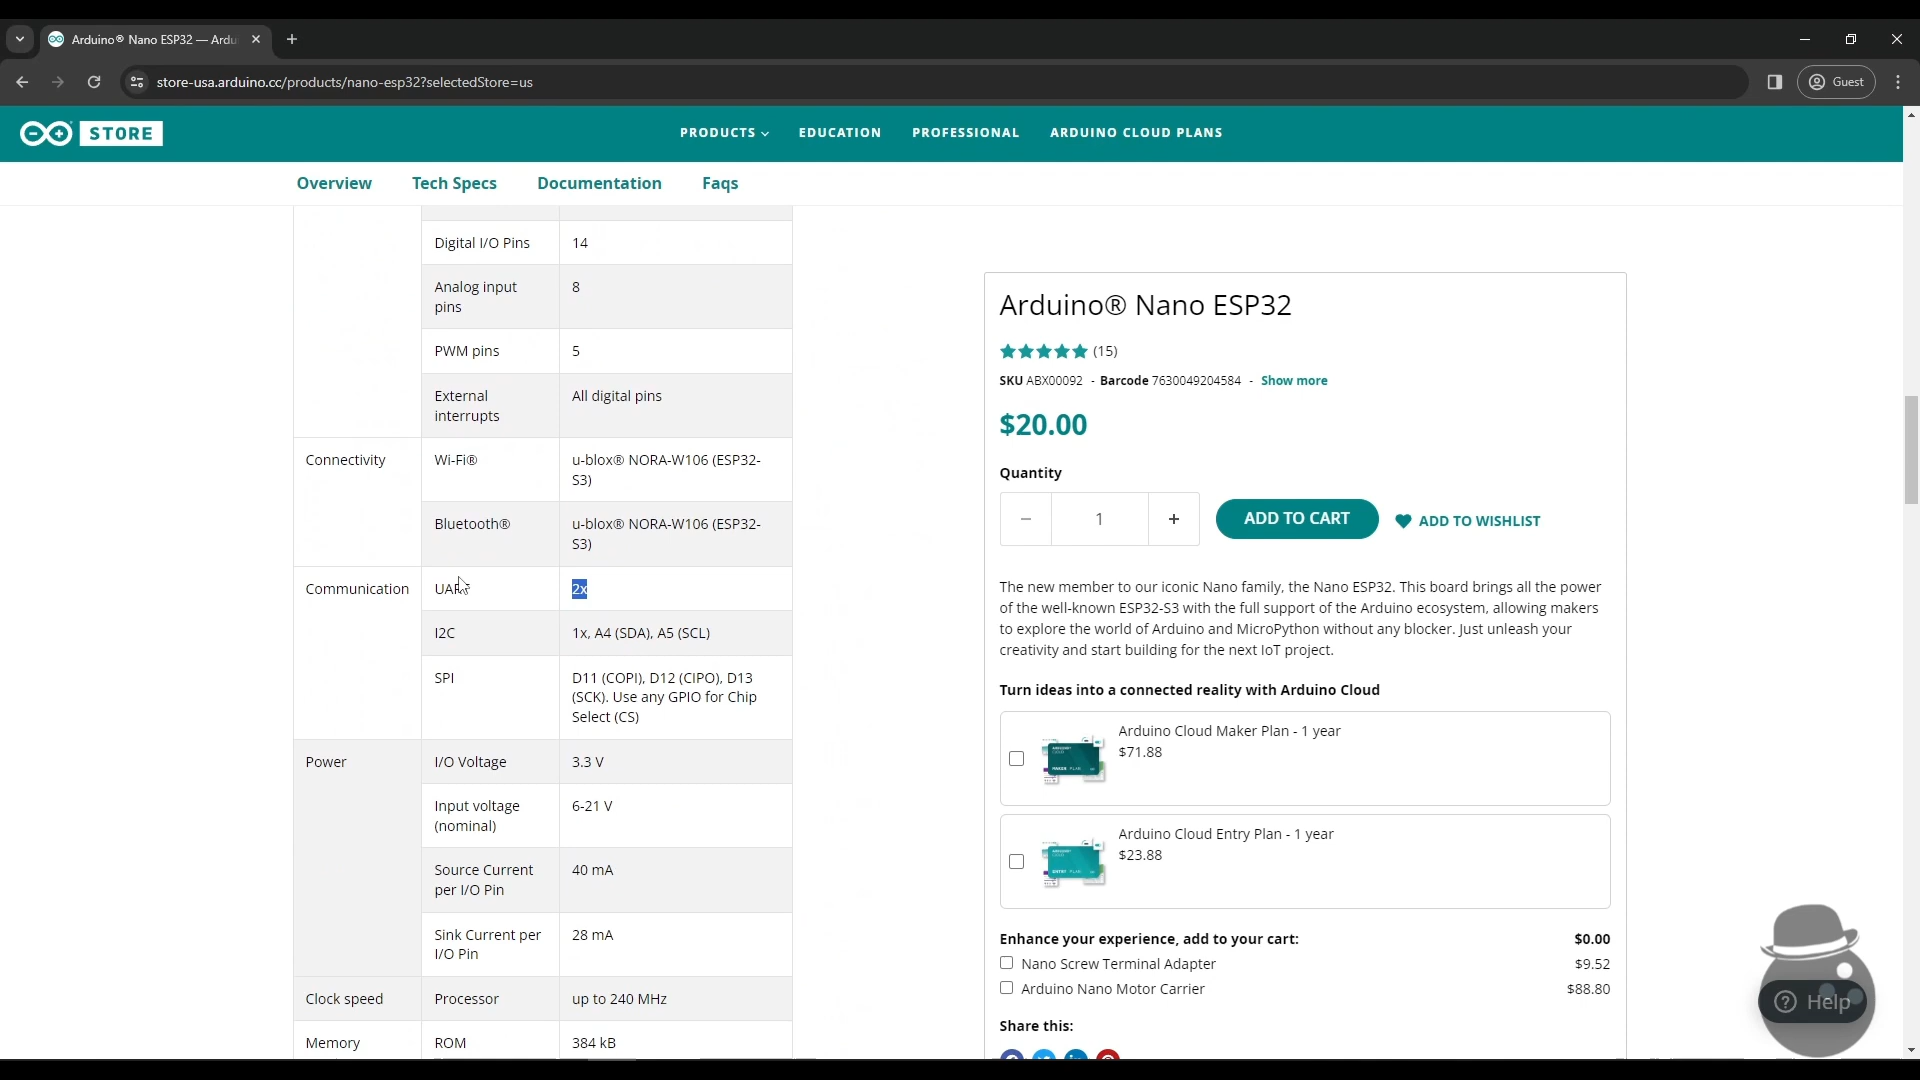 Arduino® Nano ESP32 — Ardu
store-usa.arduino.cc/products/nano-esp32?selectedStore=us
Guest
STORE
PRODUCTS
EDUCATION
PROFESSIONAL
ARDUINO CLOUD PLANS
Overview
Tech Specs
Documentation
Faqs
Digital I/O Pins
14
Analog input
pins
8
PWM pins
5
External
interrupts
All digital pins
Connectivity
Wi-Fi®
u-blox® NORA-W106 (ESP32-
S3)
Bluetooth®
u-blox® NORA-W106 (ESP32-
S3)
Communication
UART
2x
I2C
1x, A4 (SDA), A5 (SCL)
SPI
D11 (COPI), D12 (CIPO), D13
(SCK). Use any GPIO for Chip
Select (CS)
Power
I/O Voltage
3.3 V
Input voltage
(nominal)
6-21 V
Source Current
per I/O Pin
40 mA
Sink Current per
I/O Pin
28 mA
Clock speed
Processor
up to 240 MHz
Memory
ROM
384 kB
Arduino® Nano ESP32
(15)
SKU ABX00092 - Barcode 7630049204584 - Show more
$20.00
Quantity
− 1 +
ADD TO CART
ADD TO WISHLIST
The new member to our iconic Nano family, the Nano ESP32. This board brings all the power
of the well-known ESP32-S3 with the full support of the Arduino ecosystem, allowing makers
to explore the world of Arduino and MicroPython without any blocker. Just unleash your
creativity and start building for the next IoT project.
Turn ideas into a connected reality with Arduino Cloud
Arduino Cloud Maker Plan - 1 year
$71.88
Arduino Cloud Entry Plan - 1 year
$23.88
Enhance your experience, add to your cart:
$0.00
Nano Screw Terminal Adapter
$9.52
Arduino Nano Motor Carrier
$88.80
Share this:
Help